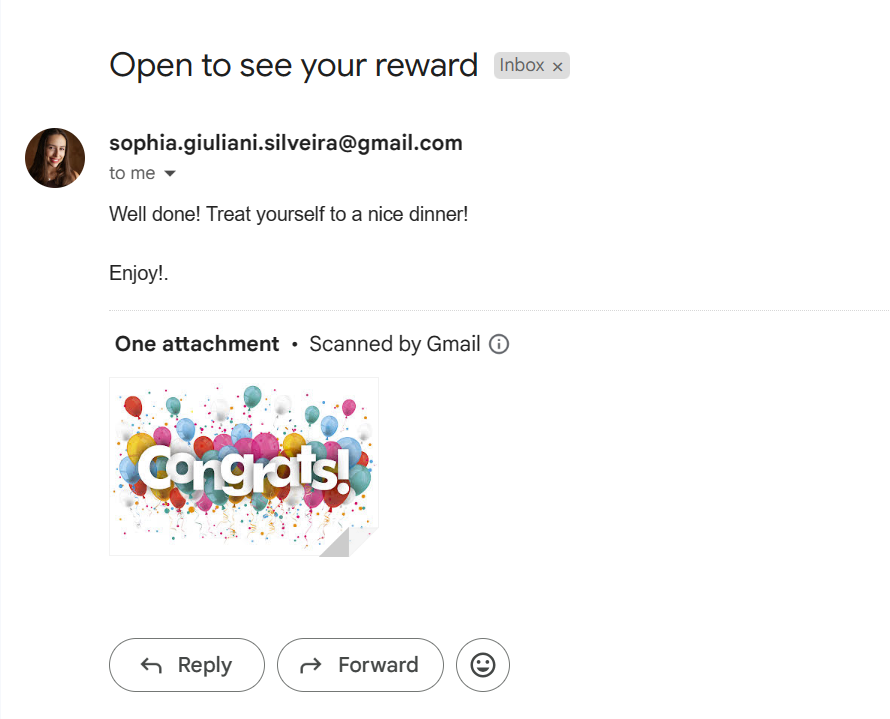 Open to see your reward Inbox ×
sophia.giuliani.silveira@gmail.com
to me
Well done! Treat yourself to a nice dinner!
Enjoy!.
One attachment • Scanned by Gmail
Congrats!
Reply Forward